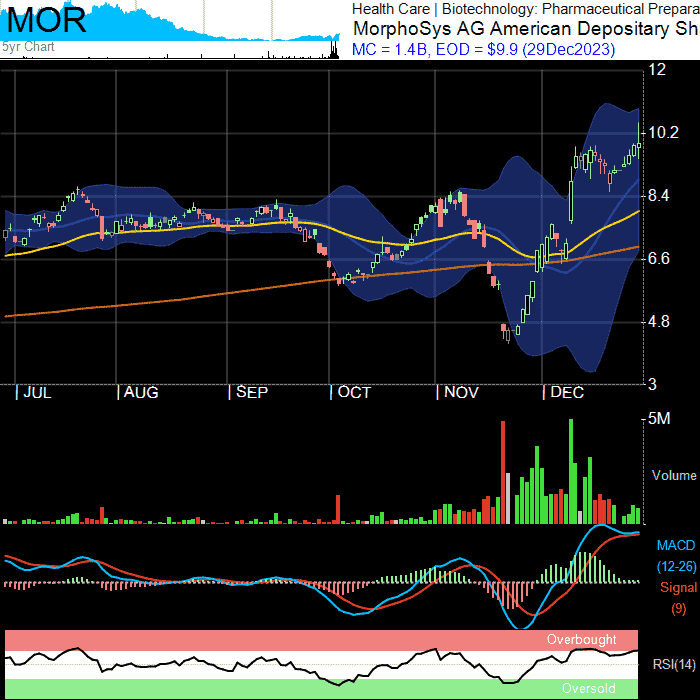 MOR
5yr Chart
Health Care | Biotechnology: Pharmaceutical Prepara
MorphoSys AG American Depositary Sh
MC = 1.4B, EOD = $9.9 (29Dec2023)
12
10.2
8.4
6.6
4.8
3
| JUL | AUG | SEP | OCT | NOV | DEC
5M
Volume
MACD
(12-26)
Signal
(9)
Overbought
RSI(14)
Oversold